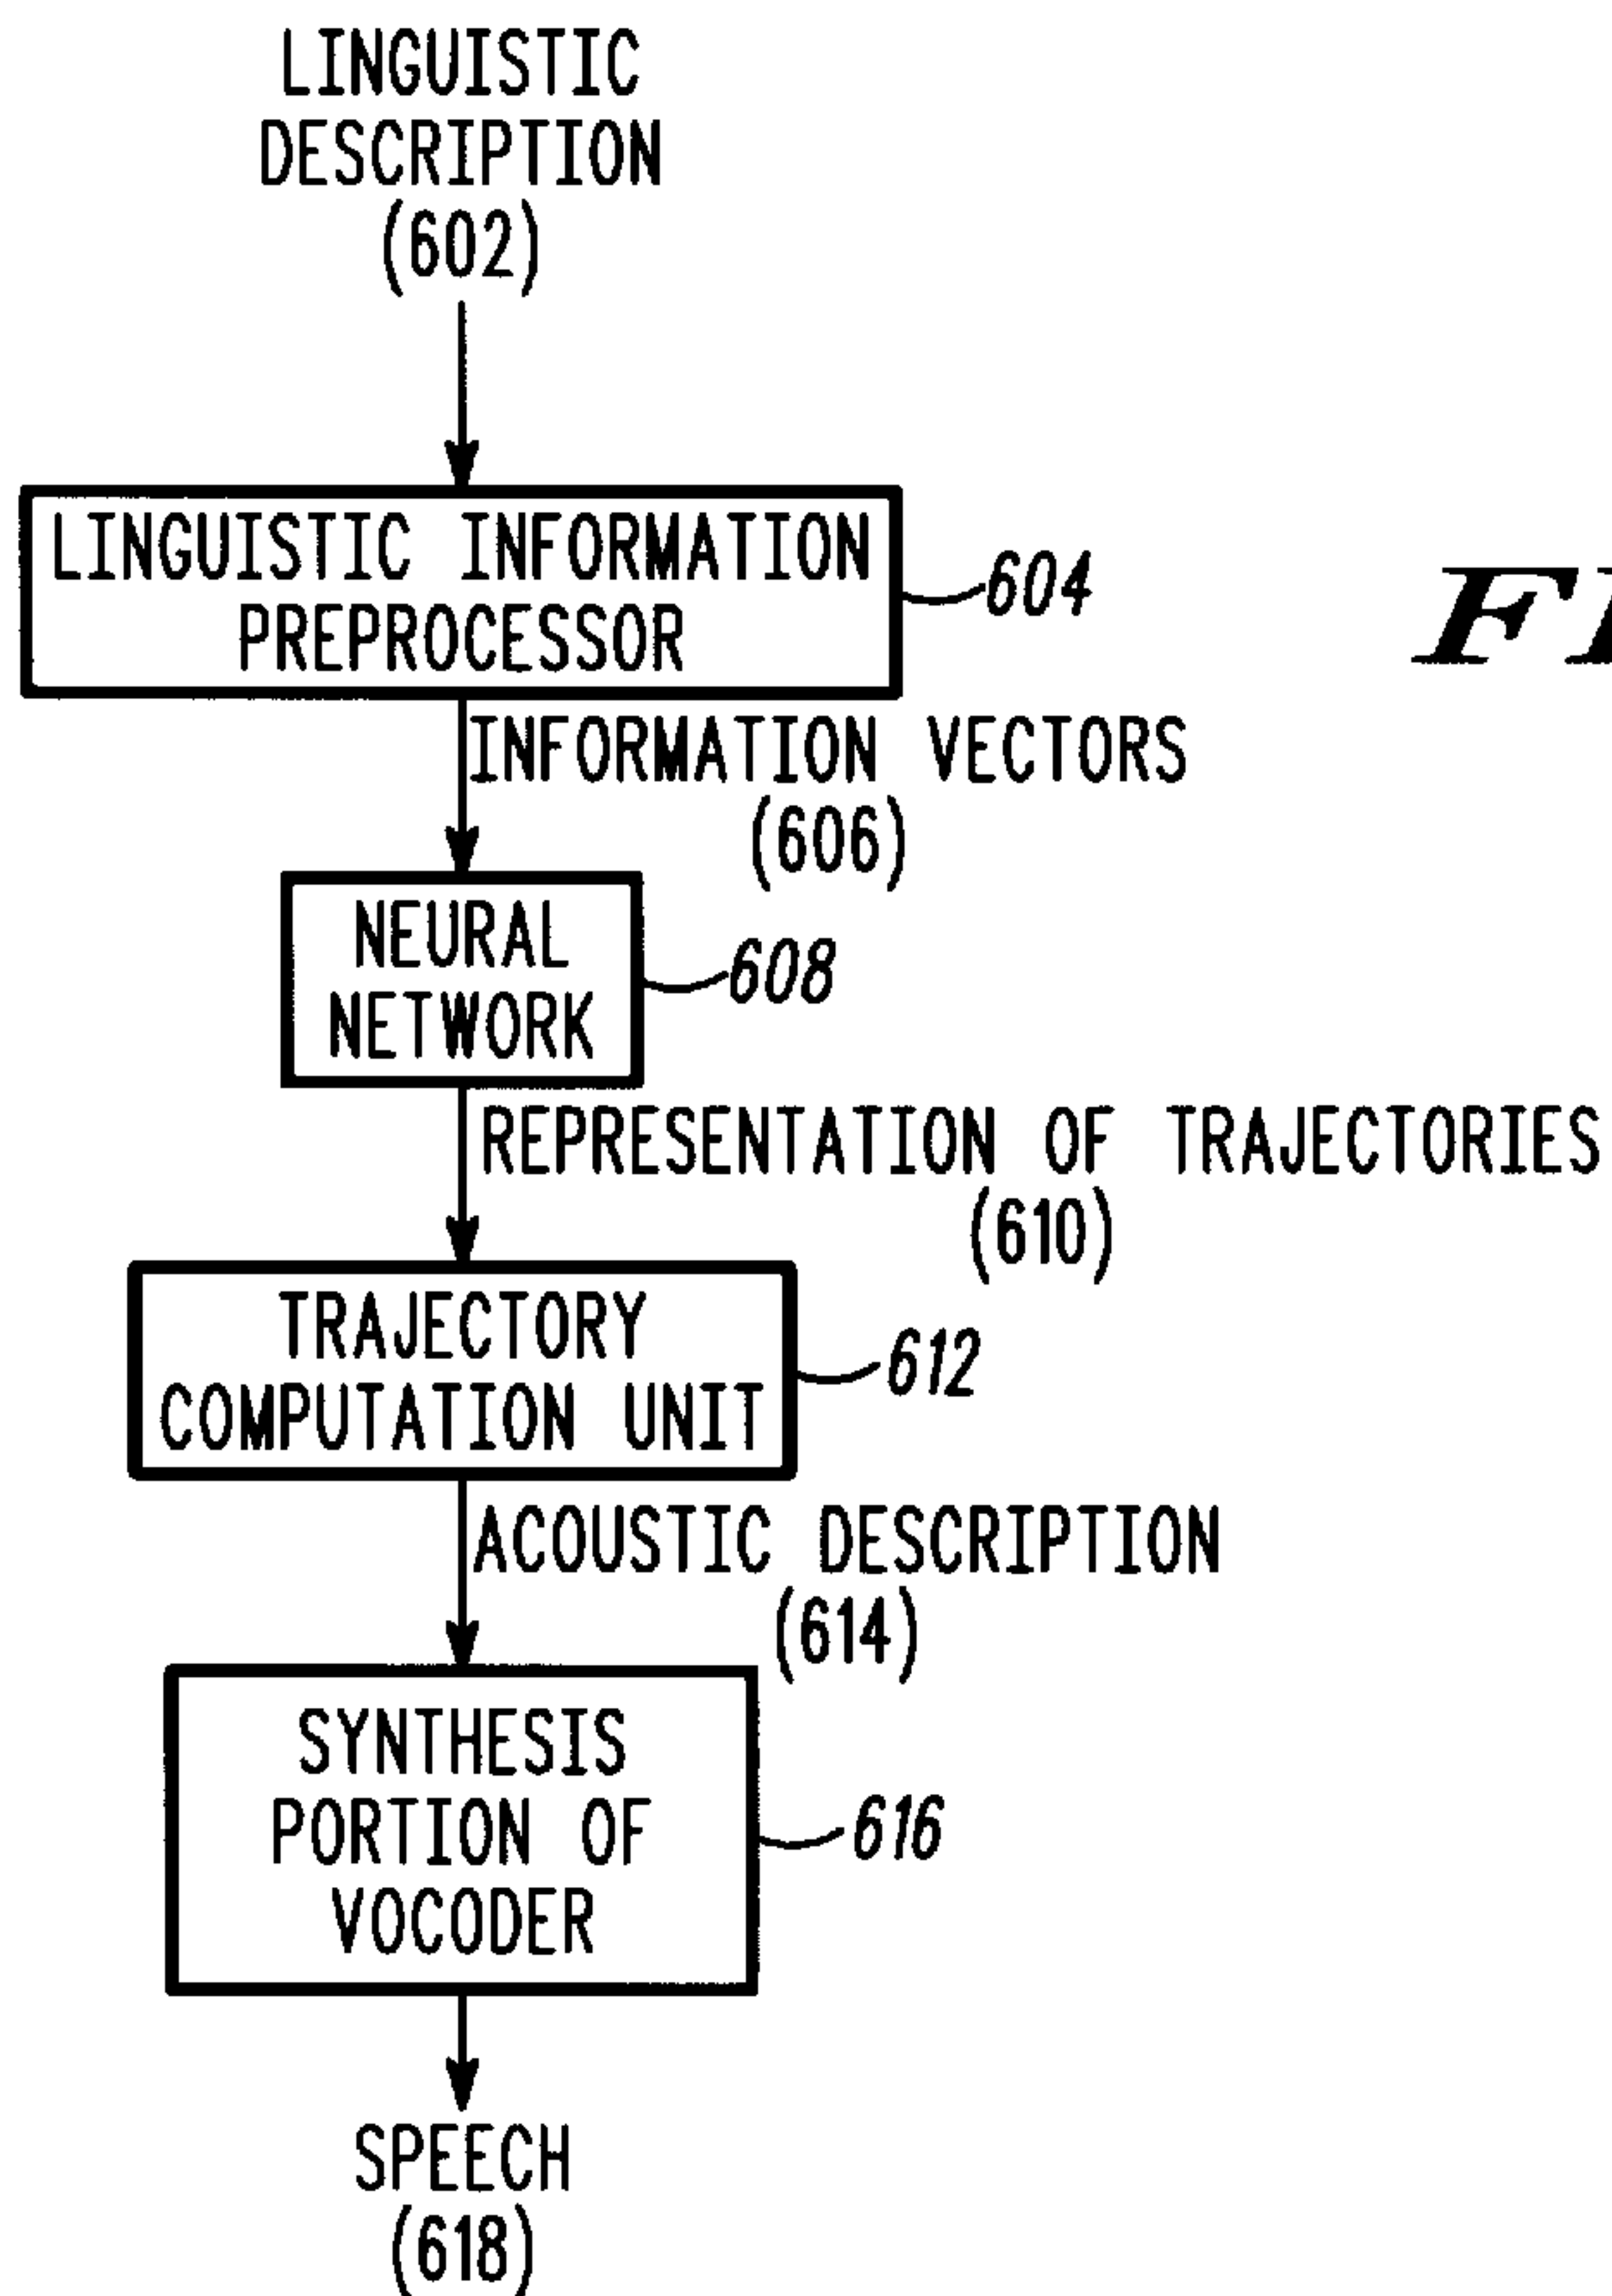 LINGUISTIC
DESCRIPTION
(602)
LINGUISTIC INFORMATION
PREPROCESSOR
604
INFORMATION VECTORS
(606)
NEURAL
NETWORK
608
REPRESENTATION OF TRAJECTORIES
(610)
TRAJECTORY
COMPUTATION UNIT
612
ACOUSTIC DESCRIPTION
(614)
SYNTHESIS
PORTION OF
VOCODER
616
SPEECH
(618)